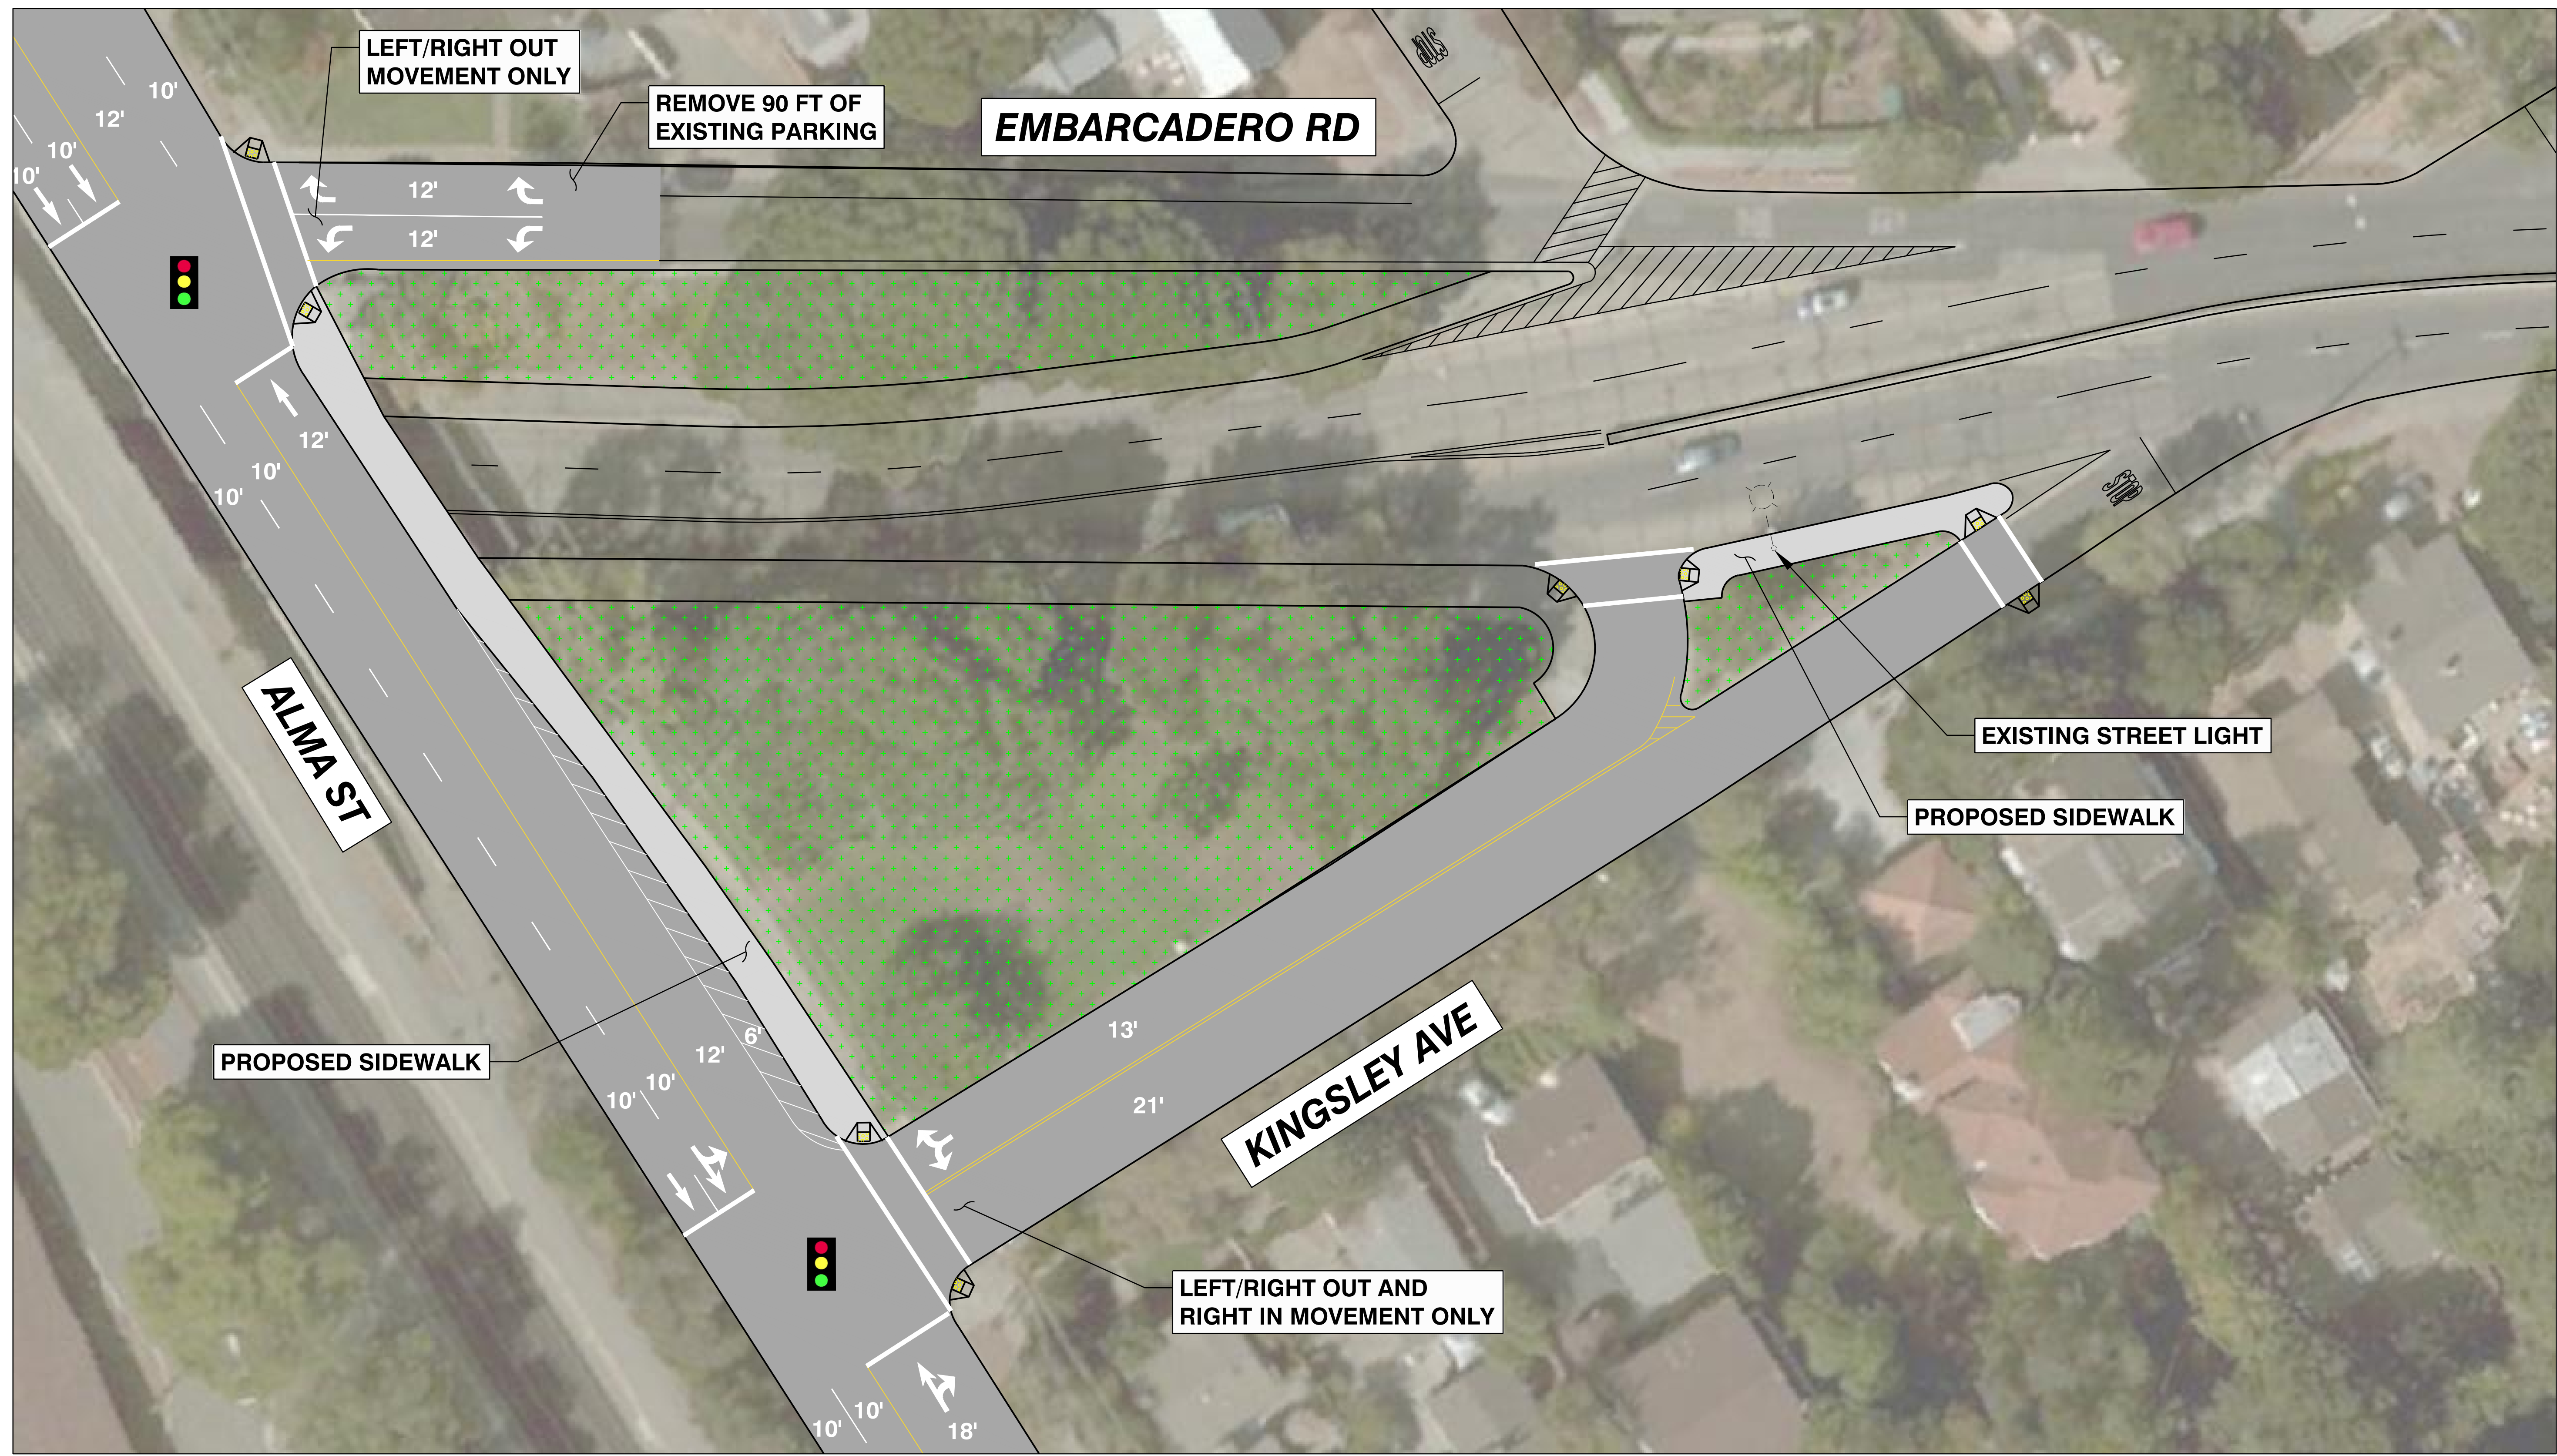 LEFT/RIGHT OUT
MOVEMENT ONLY
REMOVE 90 FT OF
EXISTING PARKING
EMBARCADERO RD
STOP
10'
12'
10'
10'
12'
12'
12'
10'
10'
STOP
ALMA ST
EXISTING STREET LIGHT
PROPOSED SIDEWALK
PROPOSED SIDEWALK
6'
12'
10'
10'
13'
21'
KINGSLEY AVE
LEFT/RIGHT OUT AND
RIGHT IN MOVEMENT ONLY
10'
10'
18'